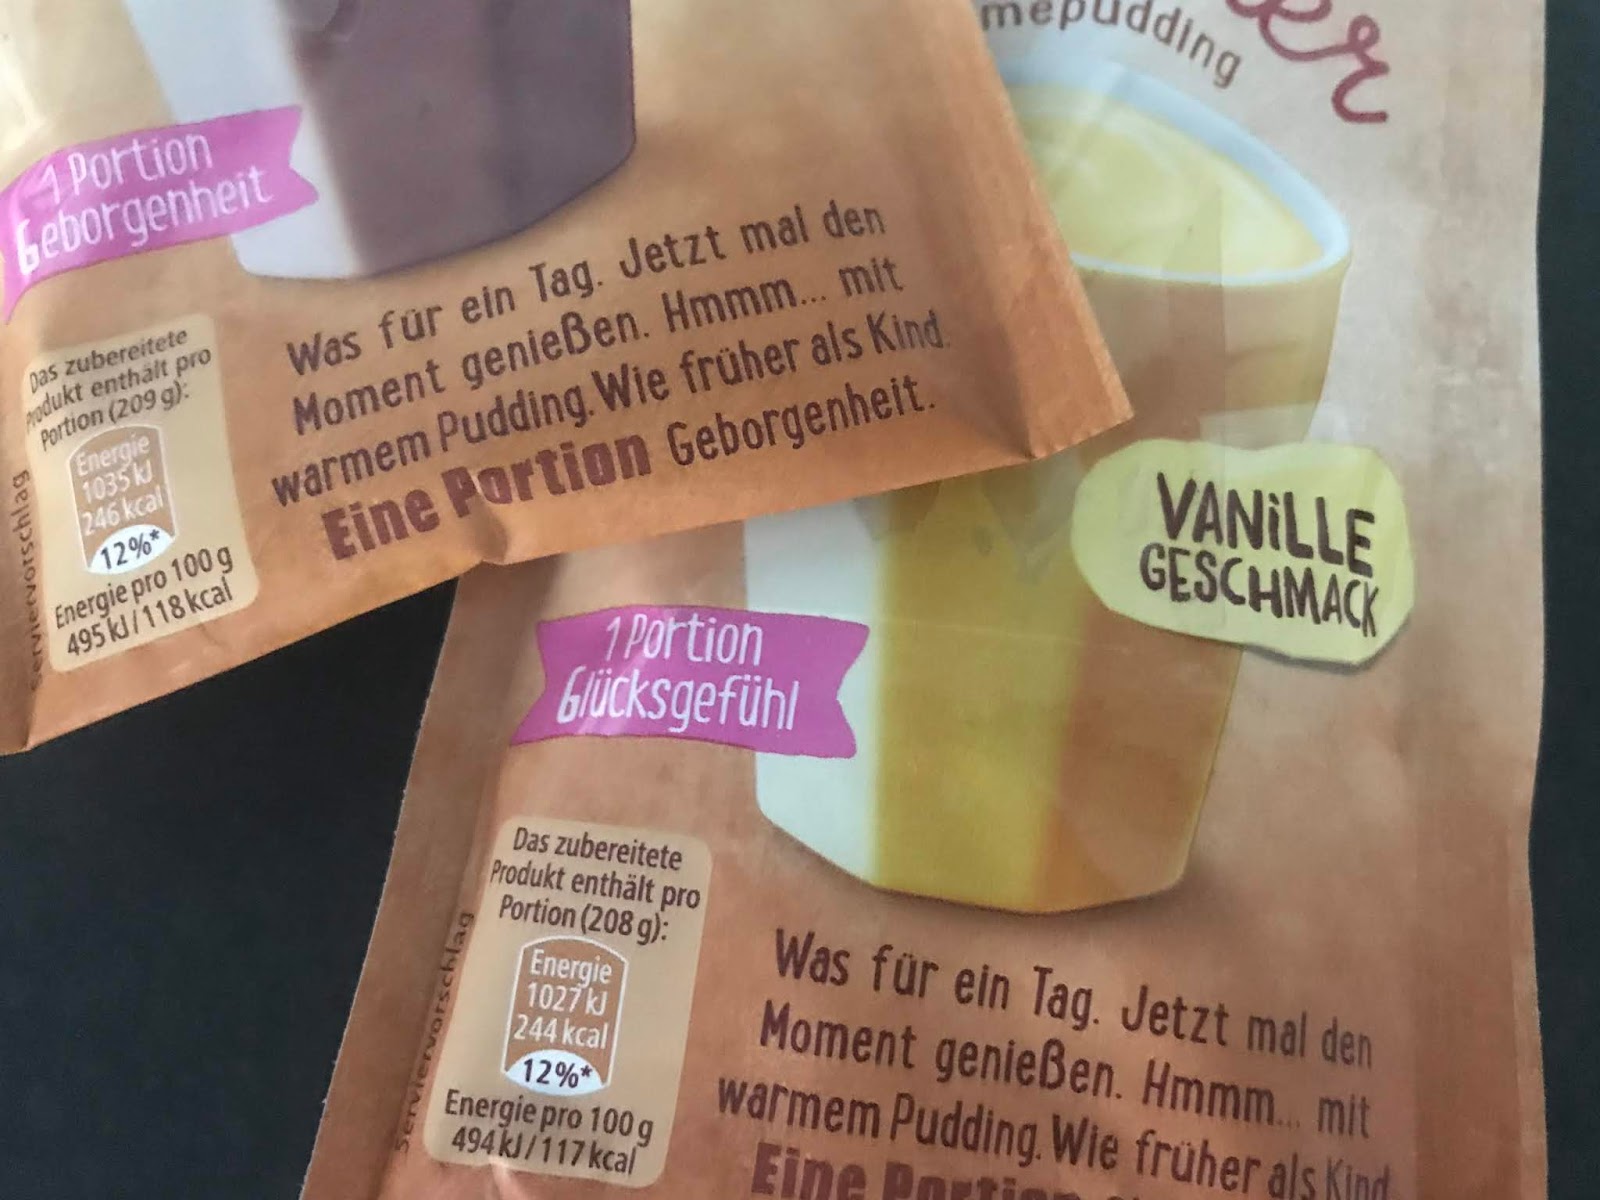 1 Portion
Geborgenheit
Das zubereitete
Produkt enthält pro
Portion (209 g):
Energie
1035 kJ
246 kcal
12%*
Energie pro 100 g
495 kJ / 118 kcal
Serviervorschlag
Was für ein Tag. Jetzt mal den
Moment genießen. Hmmm... mit
warmem Pudding. Wie früher als Kind.
Eine Portion Geborgenheit.
VANiLLE
GESCHMACK
1 Portion
Glücksgefühl
Das zubereitete
Produkt enthält pro
Portion (208 g):
Energie
1027 kJ
244 kcal
12%*
Energie pro 100 g
494 kJ / 117 kcal
Serviervorschlag
Was für ein Tag. Jetzt mal den
Moment genießen. Hmmm... mit
warmem Pudding. Wie früher als Kind
Eine Portion